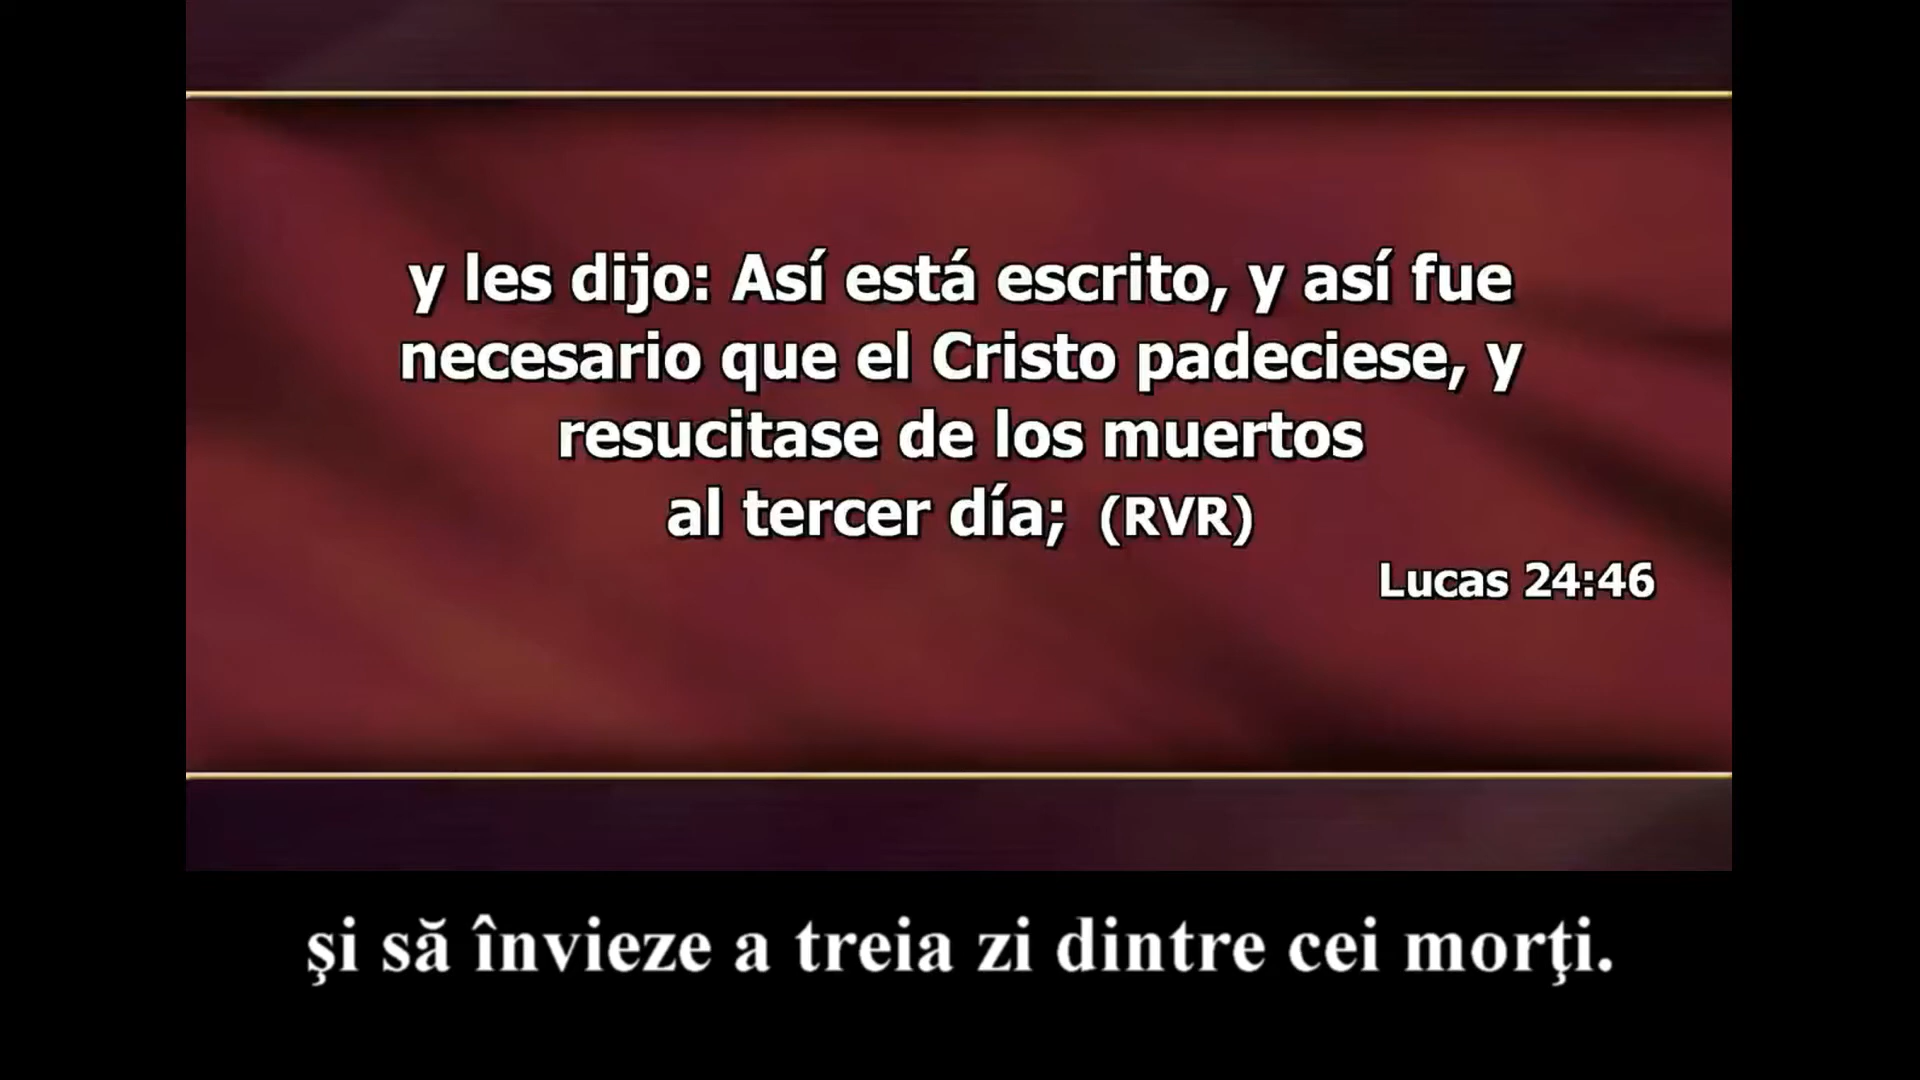 y les dijo: Así está escrito, y así fue
necesario que el Cristo padeciese, y
resucitase de los muertos
al tercer día; (RVR)
Lucas 24:46
şi să învieze a treia zi dintre cei morţi.